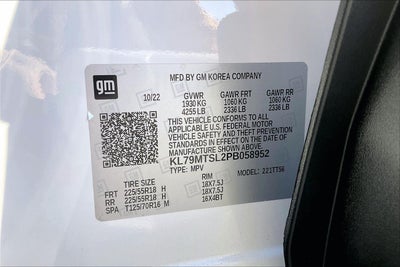 gm
MFD BY GM KOREA COMPANY
10/22
GVWR GAWR FRT GAWR RR
1930 KG 1060 KG 1060 KG
4255 LB 2336 LB 2336 LB
THIS VEHICLE CONFORMS TO ALL
APPLICABLE U.S. FEDERAL MOTOR
VEHICLE SAFETY, BUMPER, AND THEFT
PREVENTION STANDARDS IN EFFECT ON THE DATE OF
MANUFACTURE SHOWN ABOVE.
KL79MTSL2PB058952
TYPE: MPV MODEL: 221TT56
TIRE SIZE RIM
FRT 225/55R18 H 18X7.5J
RR 225/55R18 H 18X7.5J
SPA T125/70R16 M 16X4BT